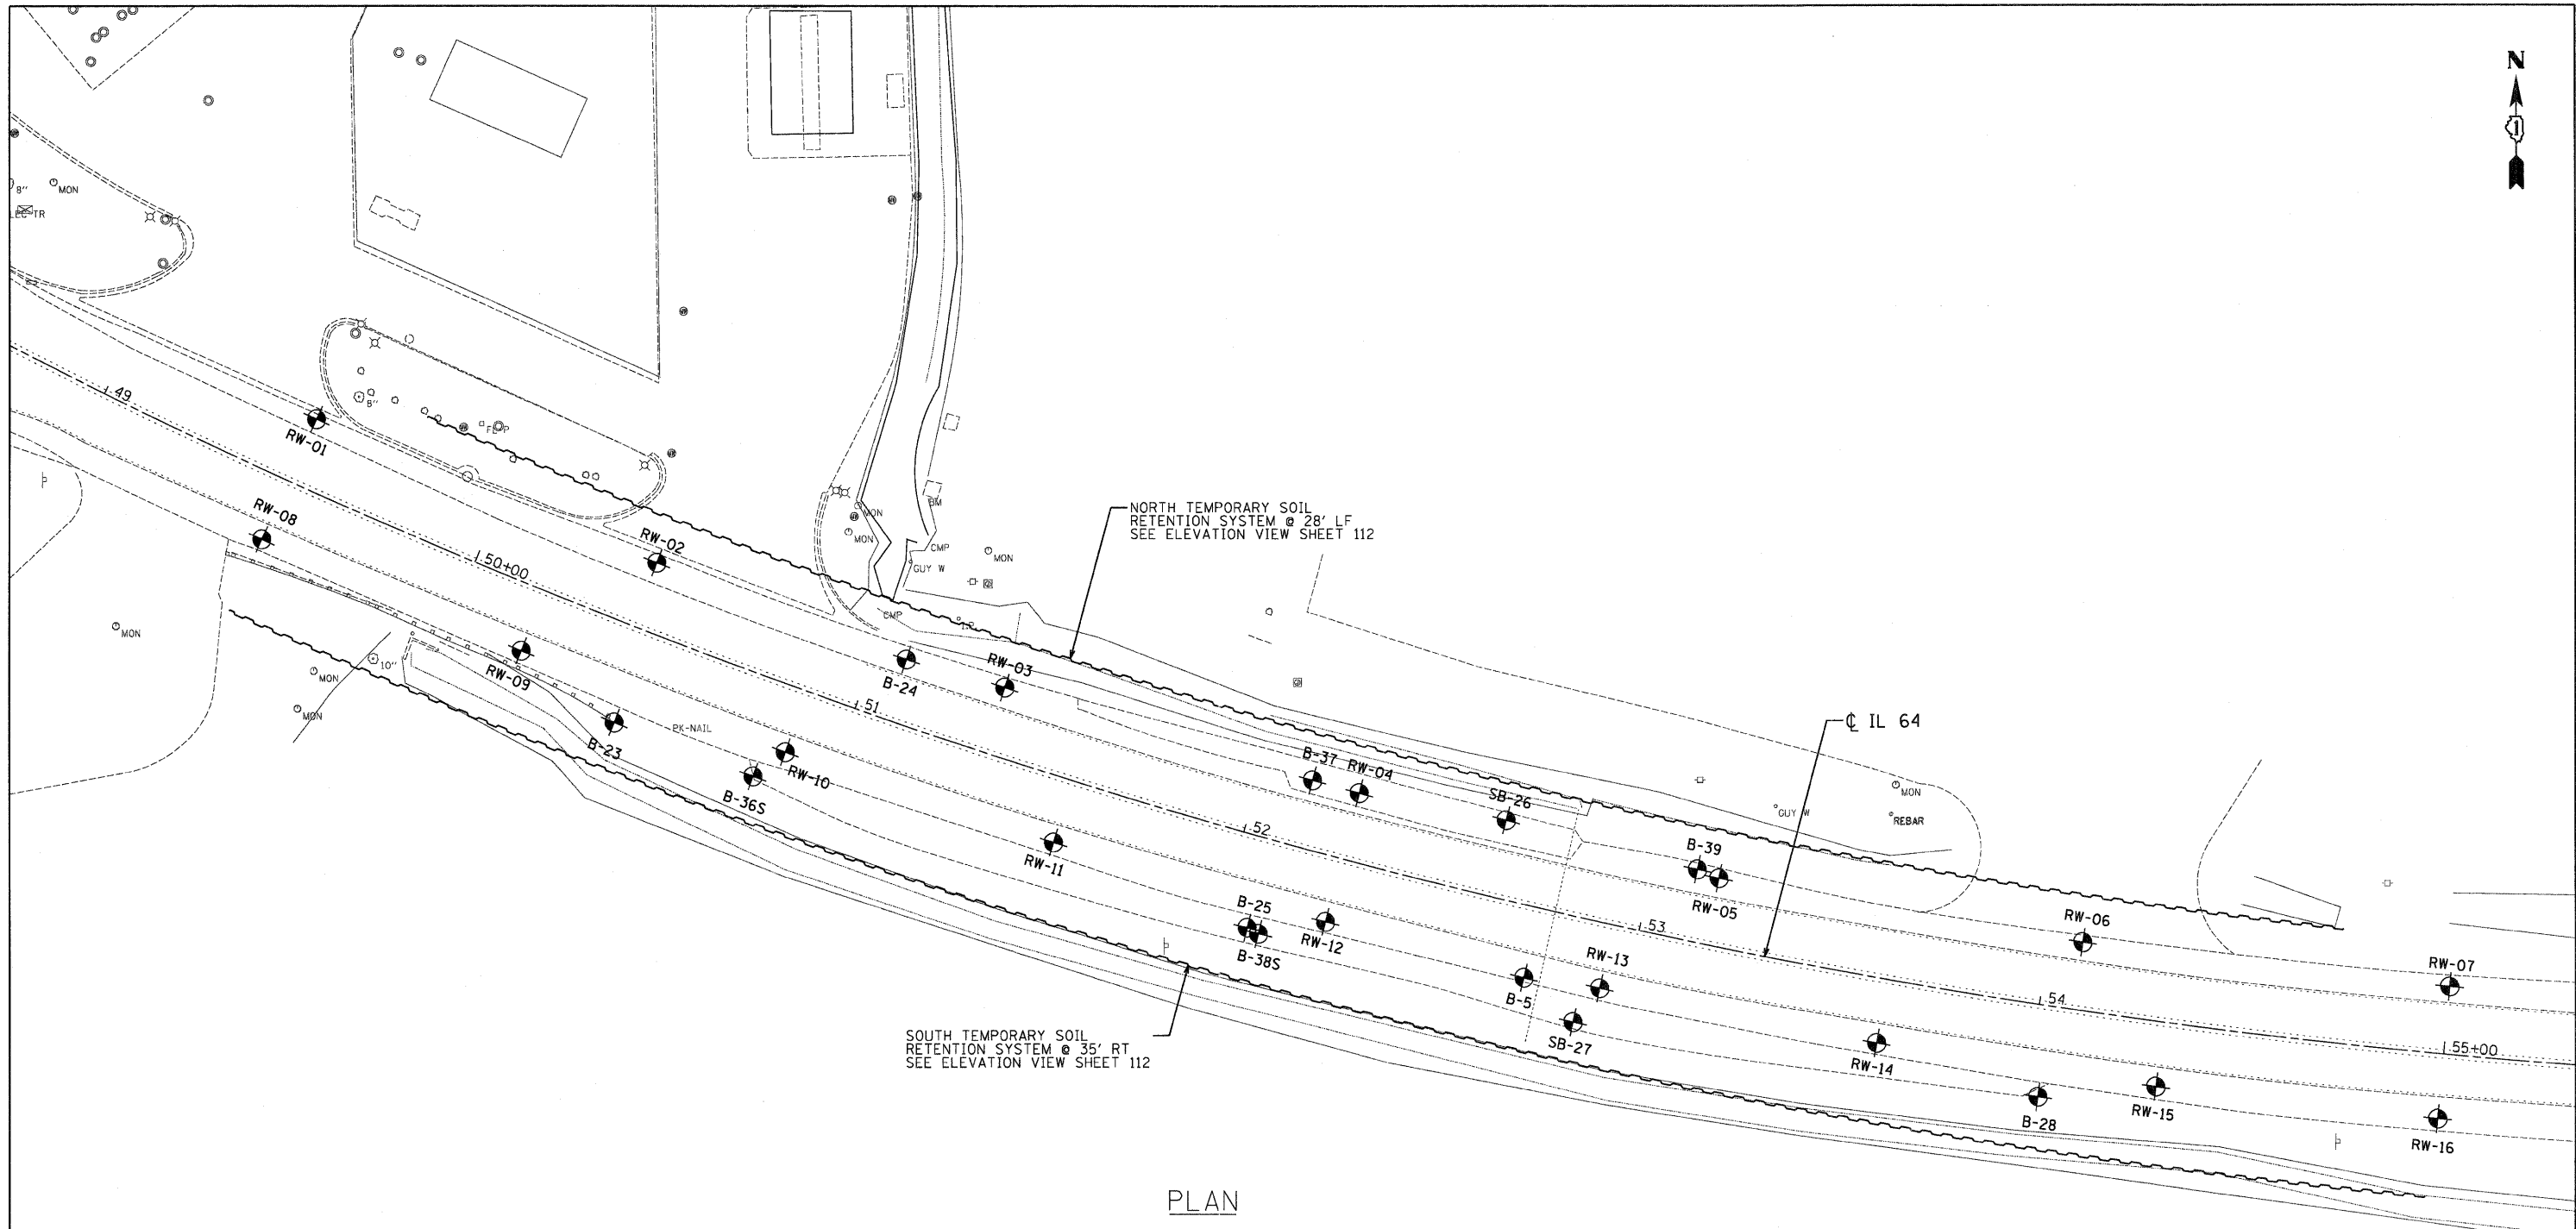 N
1
8"
MON
49
RW-01
8"
RW-08
50+00
RW-02
MON
MON
BM
CMP
MON
GUY W
CMP
NORTH TEMPORARY SOIL
RETENTION SYSTEM @ 28' LF
SEE ELEVATION VIEW SHEET 112
MON
MON
MON
10"
RW-09
B-23
PK-NAIL
B-24
RW-03
51
RW-10
B-36S
B-37
RW-04
SB-26
52
RW-11
℄ IL 64
GUY W
MON
REBAR
B-39
RW-05
B-25
B-38S
RW-12
53
RW-06
RW-07
B-5
RW-13
SB-27
54
55+00
RW-14
B-28
RW-15
RW-16
SOUTH TEMPORARY SOIL
RETENTION SYSTEM @ 35' RT
SEE ELEVATION VIEW SHEET 112
PLAN